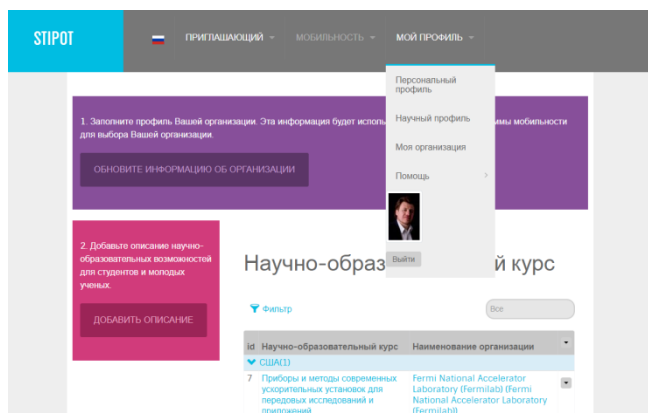 STIPOT
ПРИГЛАШАЮЩИЙ
МОБИЛЬНОСТЬ
МОЙ ПРОФИЛЬ
Персональный
профиль
Научный профиль
Моя организация
Помощь
Выйти
1. Заполните профиль Вашей организации. Эта информация будет мобильности
для выбора Вашей организации.
ОБНОВИТЕ ИНФОРМАЦИЮ ОБ ОРГАНИЗАЦИИ
2. Добавьте описание научно-
образовательных возможностей
для студентов и молодых
ученых.
ДОБАВИТЬ ОПИСАНИЕ
Научно-образ й курс
Фильтр
Все
id Научно-образовательный курс Наименование организации
США(1)
7 Приборы и методы современных Fermi National Accelerator
ускорительных установок для Laboratory (Fermilab) (Fermi
передовых исследований и National Accelerator Laboratory
приложений (Fermilab))